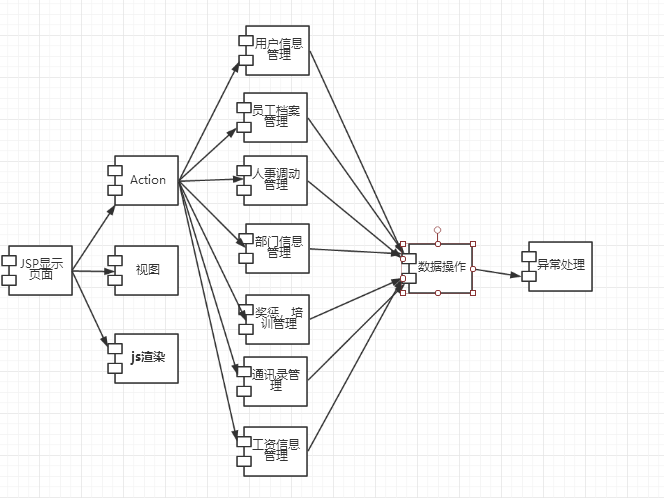 用户信息
管理
员工档案
管理
Action
人事调动
管理
部门信息
管理
JSP显示
页面
视图
数据操作
异常处理
奖惩，培
训管理
js渲染
通讯录管
理
工资信息
管理